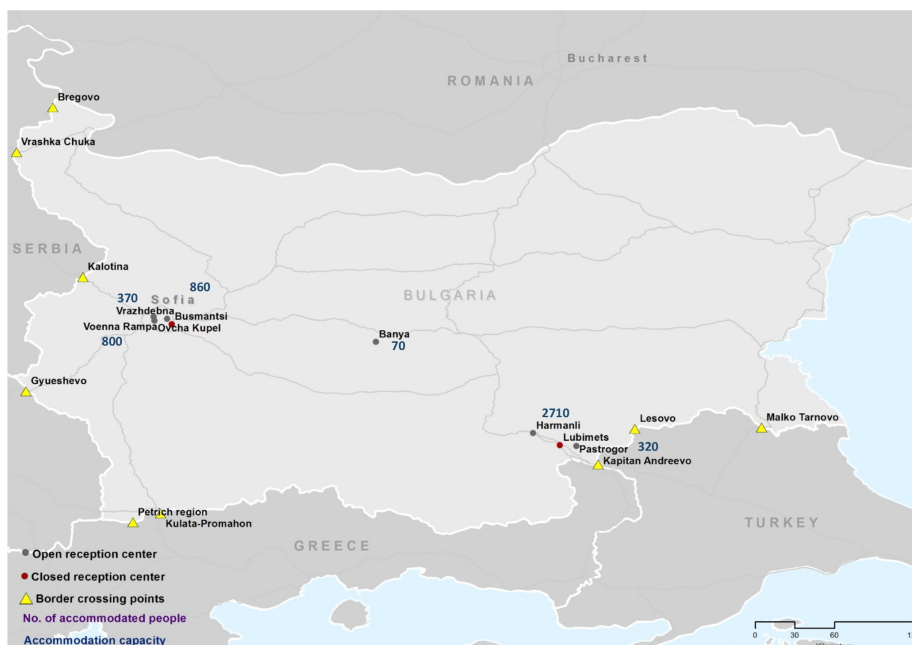 Bucharest
ROMANIA
Bregovo
Vrashka Chuka
SERBIA
Kalotina
860
370
Sofia
BULGARIA
Vrazhdebna
Busmantsi
Voenna Rampa
Ovcha Kupel
800
Banya
70
Gyueshevo
2710
Harmanli
Lesovo
Malko Tarnovo
Lubimets
320
Pastrogor
Kapitan Andreevo
Petrich region
Kulata-Promahon
TURKEY
GREECE
Open reception center
Closed reception center
Border crossing points
No. of accommodated people
Accommodation capacity
0 30 60